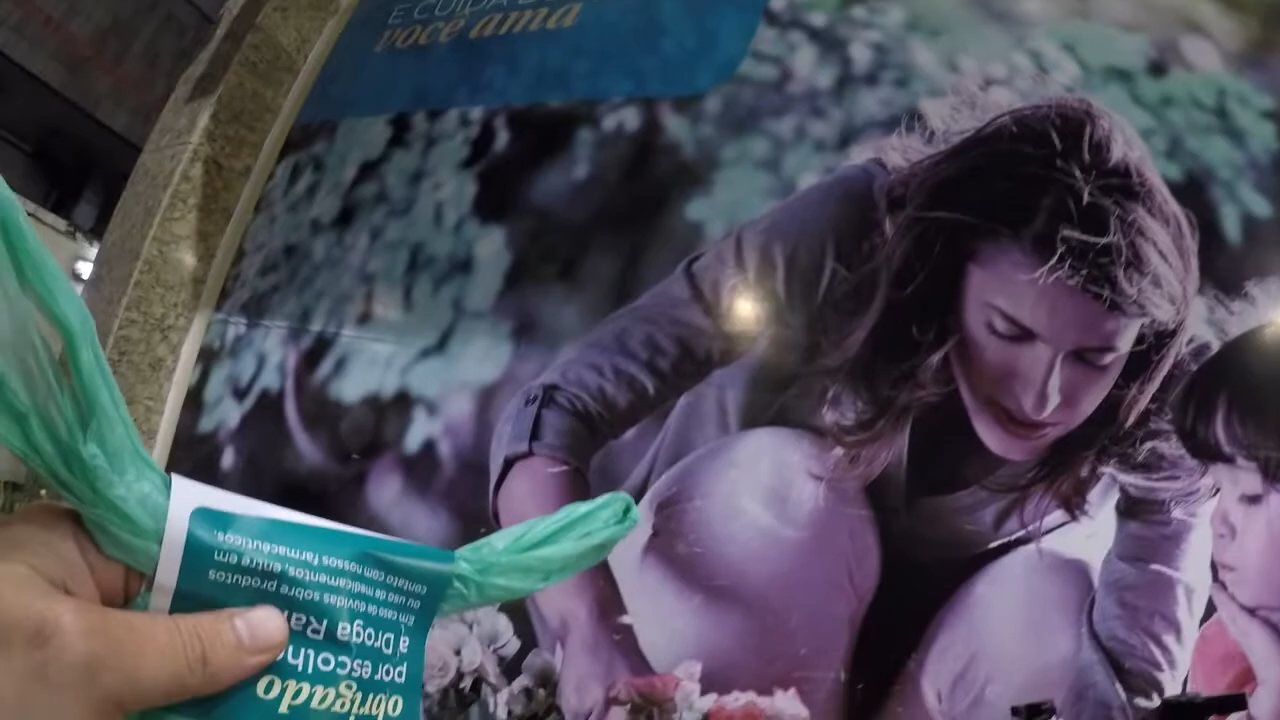 E CUIDA
você ama
obrigado
por escolh
a Droga Ra
Em caso de dúvidas sobre produtos
ou uso de medicamentos, entre em
contato com nossos farmacêuticos.